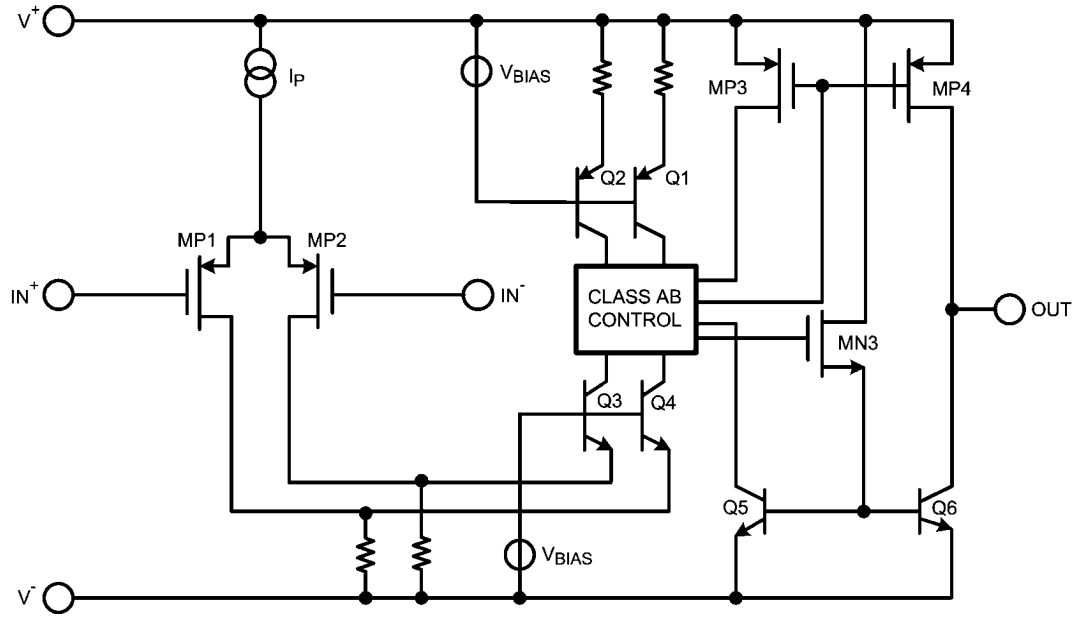 V+
IP
VBIAS
MP3
MP4
Q2
Q1
MP1
MP2
IN+
IN-
CLASS AB
CONTROL
OUT
MN3
Q3
Q4
Q5
Q6
VBIAS
V-